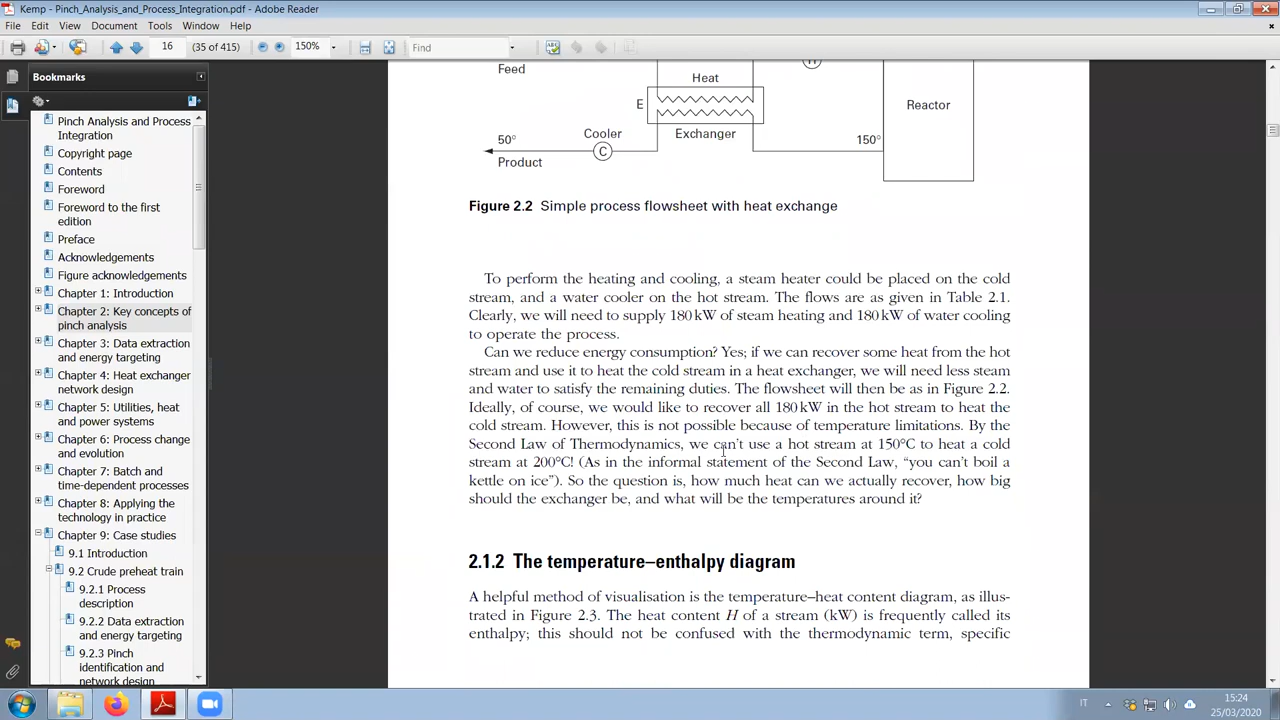 Kemp - Pinch_Analysis_and_Process_Integration.pdf - Adobe Reader
File Edit View Document Tools Window Help
16 (35 of 415) 150% Find
Bookmarks
Pinch Analysis and Process
Integration
Copyright page
Contents
Foreword
Foreword to the first
edition
Preface
Acknowledgements
Figure acknowledgements
Chapter 1: Introduction
Chapter 2: Key concepts of
pinch analysis
Chapter 3: Data extraction
and energy targeting
Chapter 4: Heat exchanger
network design
Chapter 5: Utilities, heat
and power systems
Chapter 6: Process change
and evolution
Chapter 7: Batch and
time-dependent processes
Chapter 8: Applying the
technology in practice
Chapter 9: Case studies
9.1 Introduction
9.2 Crude preheat train
9.2.1 Process
description
9.2.2 Data extraction
and energy targeting
9.2.3 Pinch
identification and
network design
Feed
Heat
E
Reactor
Cooler
Exchanger
50°
C
150°
Product
Figure 2.2 Simple process flowsheet with heat exchange
To perform the heating and cooling, a steam heater could be placed on the cold
stream, and a water cooler on the hot stream. The flows are as given in Table 2.1.
Clearly, we will need to supply 180 kW of steam heating and 180 kW of water cooling
to operate the process.
Can we reduce energy consumption? Yes; if we can recover some heat from the hot
stream and use it to heat the cold stream in a heat exchanger, we will need less steam
and water to satisfy the remaining duties. The flowsheet will then be as in Figure 2.2.
Ideally, of course, we would like to recover all 180 kW in the hot stream to heat the
cold stream. However, this is not possible because of temperature limitations. By the
Second Law of Thermodynamics, we can't use a hot stream at 150°C to heat a cold
stream at 200°C! (As in the informal statement of the Second Law, “you can't boil a
kettle on ice”). So the question is, how much heat can we actually recover, how big
should the exchanger be, and what will be the temperatures around it?
2.1.2 The temperature–enthalpy diagram
A helpful method of visualisation is the temperature–heat content diagram, as illus-
trated in Figure 2.3. The heat content H of a stream (kW) is frequently called its
enthalpy; this should not be confused with the thermodynamic term, specific
IT
15:24
25/03/2020